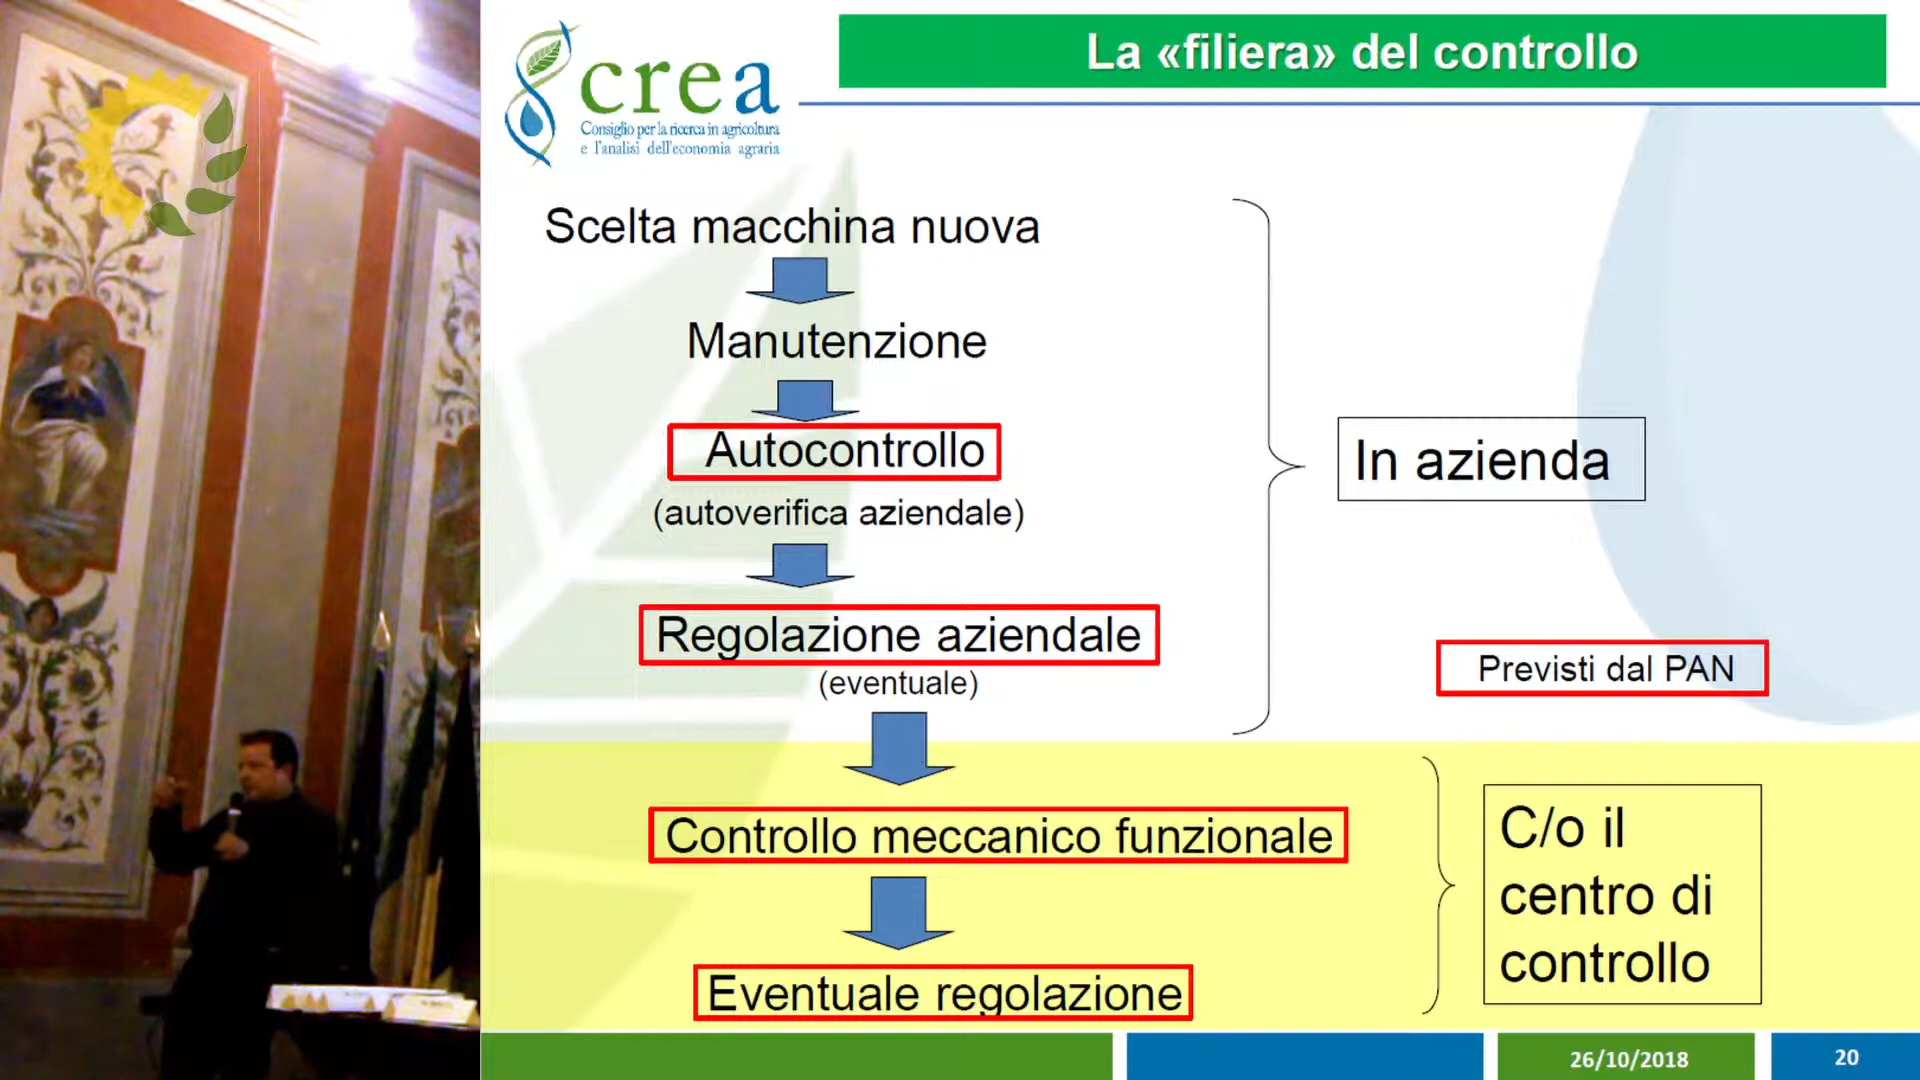 La «filiera» del controllo
crea
Consiglio per la ricerca in agricoltura
e l'analisi dell'economia agraria
Scelta macchina nuova
Manutenzione
Autocontrollo
(autoverifica aziendale)
Regolazione aziendale
(eventuale)
In azienda
Previsti dal PAN
Controllo meccanico funzionale
Eventuale regolazione
C/o il
centro di
controllo
26/10/2018
20